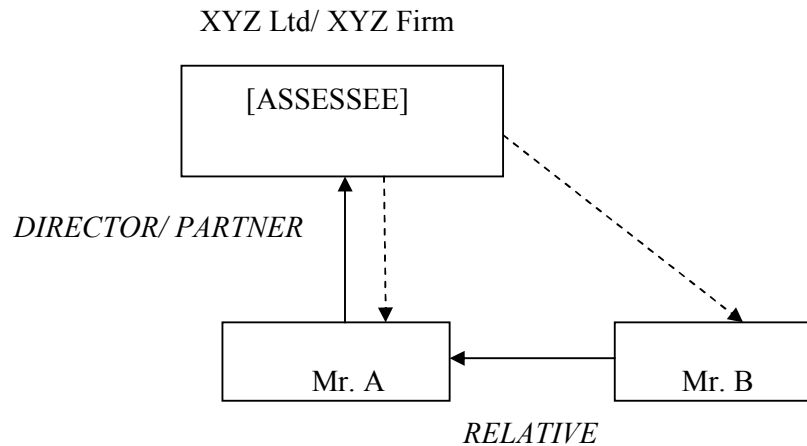 XYZ Ltd/ XYZ Firm
[ASSESSEE]
DIRECTOR/ PARTNER
Mr. A
Mr. B
RELATIVE